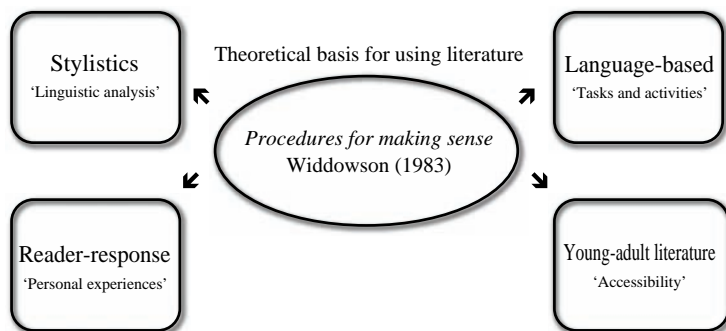 Theoretical basis for using literature
Stylistics
‘Linguistic analysis’
Language-based
‘Tasks and activities’
Procedures for making sense
Widdowson (1983)
Reader-response
‘Personal experiences’
Young-adult literature
‘Accessibility’